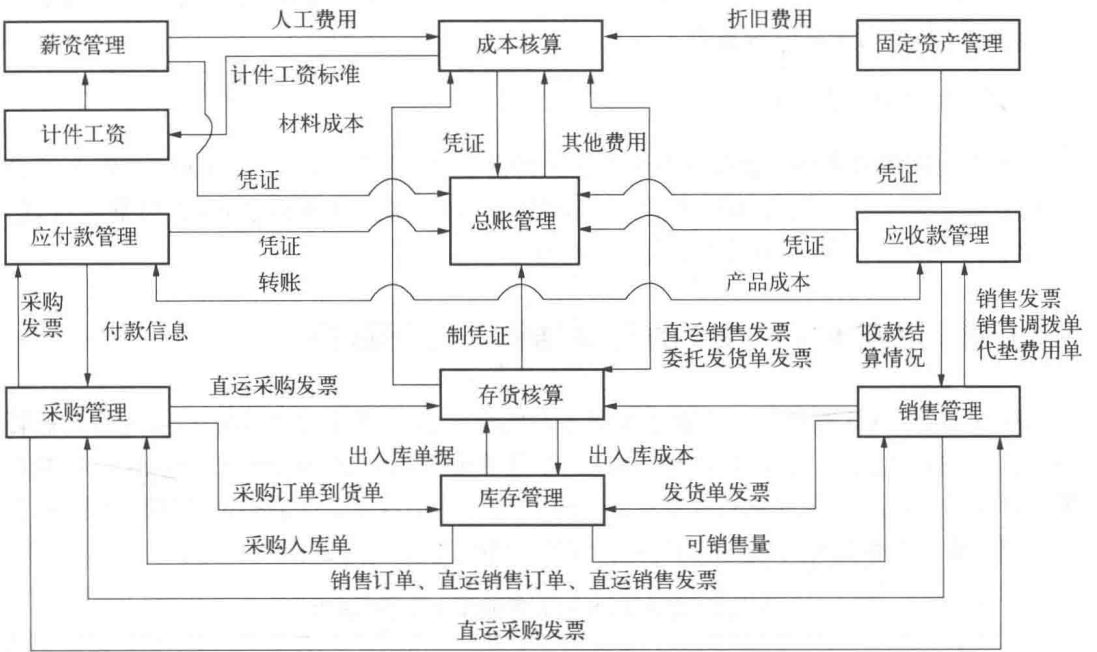 人工费用
折旧费用
薪资管理
成本核算
固定资产管理
计件工资标准
计件工资
材料成本
凭证
其他费用
凭证
凭证
总账管理
应付款管理
凭证
凭证
应收款管理
转账
产品成本
采购
发票
付款信息
制凭证
直运销售发票
委托发货单发票
收款结
算情况
销售发票
销售调拨单
代垫费用单
直运采购发票
采购管理
存货核算
销售管理
出入库单据
出入库成本
采购订单到货单
库存管理
发货单发票
采购入库单
可销售量
销售订单、直运销售订单、直运销售发票
直运采购发票